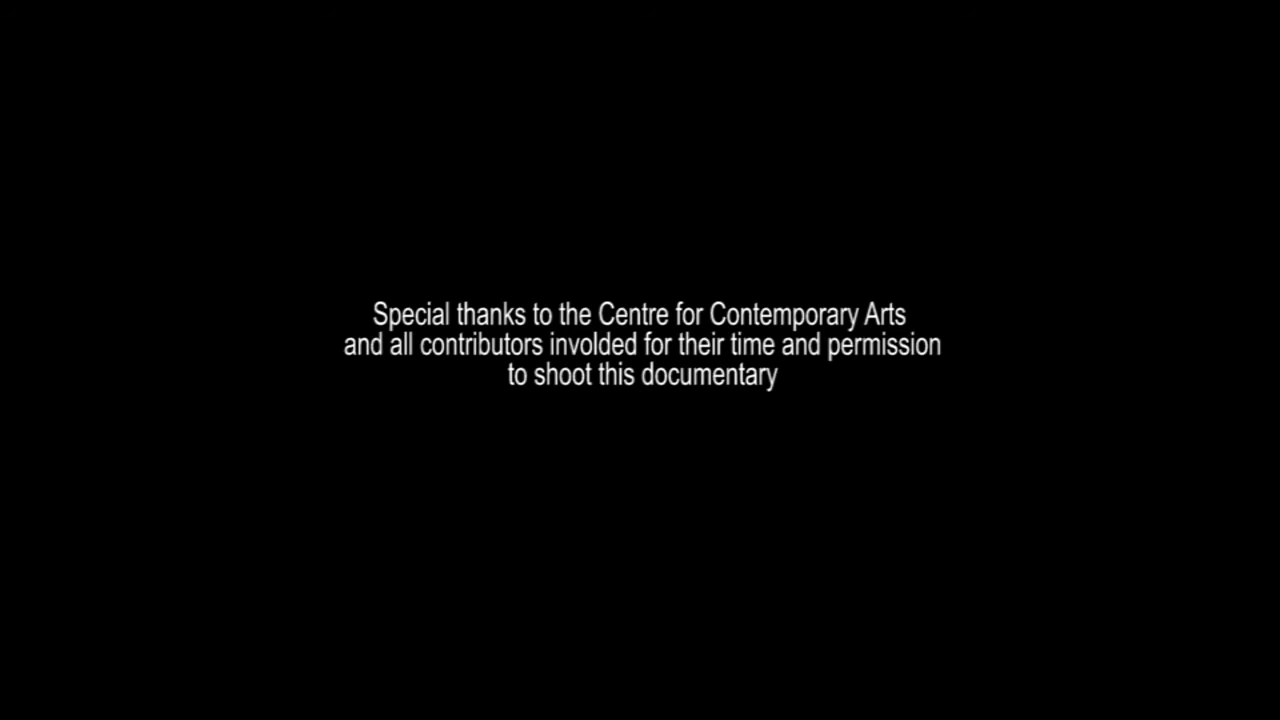 Special thanks to the Centre for Contemporary Arts
and all contributors involded for their time and permission
to shoot this documentary